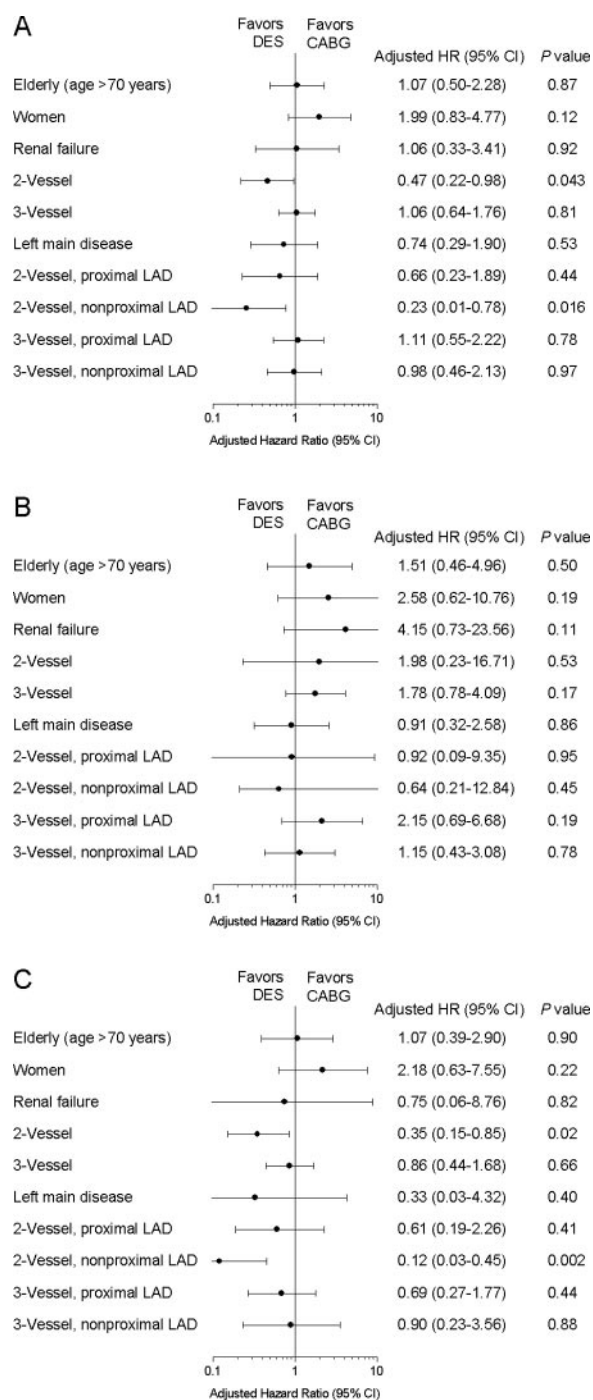 A
Favors Favors
DES CABG
Adjusted HR (95% CI) P value
Elderly (age >70 years) 1.07 (0.50-2.28) 0.87
Women 1.99 (0.83-4.77) 0.12
Renal failure 1.06 (0.33-3.41) 0.92
2-Vessel 0.47 (0.22-0.98) 0.043
3-Vessel 1.06 (0.64-1.76) 0.81
Left main disease 0.74 (0.29-1.90) 0.53
2-Vessel, proximal LAD 0.66 (0.23-1.89) 0.44
2-Vessel, nonproximal LAD 0.23 (0.01-0.78) 0.016
3-Vessel, proximal LAD 1.11 (0.55-2.22) 0.78
3-Vessel, nonproximal LAD 0.98 (0.46-2.13) 0.97
0.1 1 10
Adjusted Hazard Ratio (95% CI)
B
Favors Favors
DES CABG
Adjusted HR (95% CI) P value
Elderly (age >70 years) 1.51 (0.46-4.96) 0.50
Women 2.58 (0.62-10.76) 0.19
Renal failure 4.15 (0.73-23.56) 0.11
2-Vessel 1.98 (0.23-16.71) 0.53
3-Vessel 1.78 (0.78-4.09) 0.17
Left main disease 0.91 (0.32-2.58) 0.86
2-Vessel, proximal LAD 0.92 (0.09-9.35) 0.95
2-Vessel, nonproximal LAD 0.64 (0.21-12.84) 0.45
3-Vessel, proximal LAD 2.15 (0.69-6.68) 0.19
3-Vessel, nonproximal LAD 1.15 (0.43-3.08) 0.78
0.1 1 10
Adjusted Hazard Ratio (95% CI)
C
Favors Favors
DES CABG
Adjusted HR (95% CI) P value
Elderly (age >70 years) 1.07 (0.39-2.90) 0.90
Women 2.18 (0.63-7.55) 0.22
Renal failure 0.75 (0.06-8.76) 0.82
2-Vessel 0.35 (0.15-0.85) 0.02
3-Vessel 0.86 (0.44-1.68) 0.66
Left main disease 0.33 (0.03-4.32) 0.40
2-Vessel, proximal LAD 0.61 (0.19-2.26) 0.41
2-Vessel, nonproximal LAD 0.12 (0.03-0.45) 0.002
3-Vessel, proximal LAD 0.69 (0.27-1.77) 0.44
3-Vessel, nonproximal LAD 0.90 (0.23-3.56) 0.88
0.1 1 10
Adjusted Hazard Ratio (95% CI)